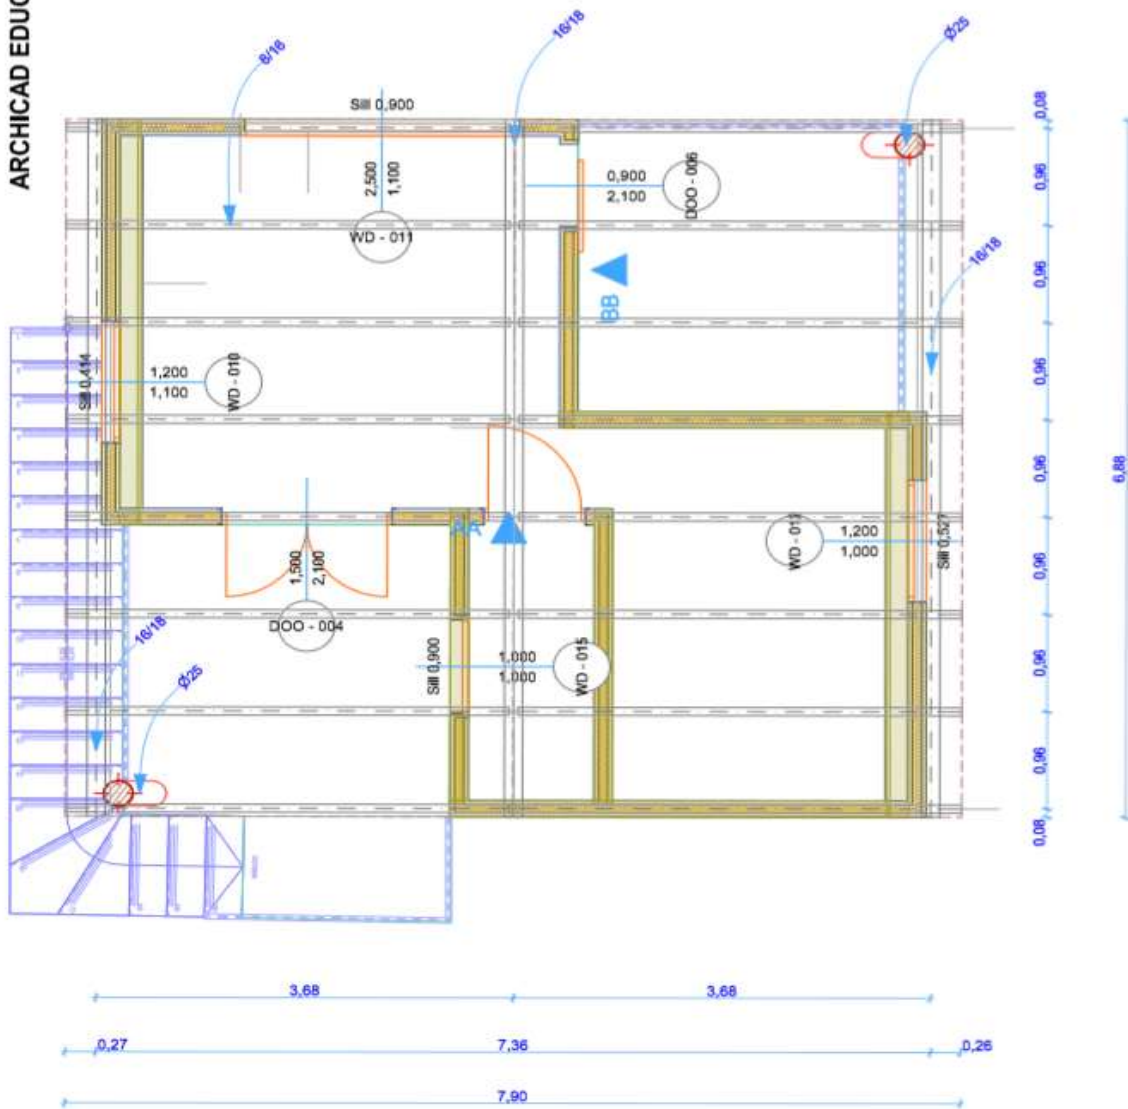 ARCHICAD EDUC
8/16
16/18
Ø25
Sill 0,900
2,500
1,100
WD - 011
0,900
2,100
DOO - 006
BB
16/18
Sill 0,414
1,200
1,100
WD - 010
AA
1,500
2,100
DOO - 004
WD - 012
1,200
1,000
Sill 0,527
16/18
Ø25
Sill 0,900
1,000
1,000
WD - 015
0,08
0,96
0,96
0,96
0,96
0,96
0,96
0,96
0,08
6,88
3,68
3,68
0,27
7,36
0,26
7,90